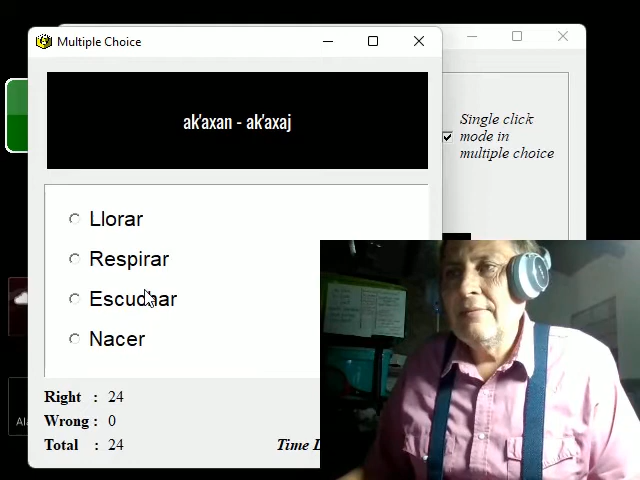 Multiple Choice
ak'axan - ak'axaj
Single click
mode in
multiple choice
Llorar
Respirar
Escuchar
Nacer
Right : 24
Wrong : 0
Total : 24
Time